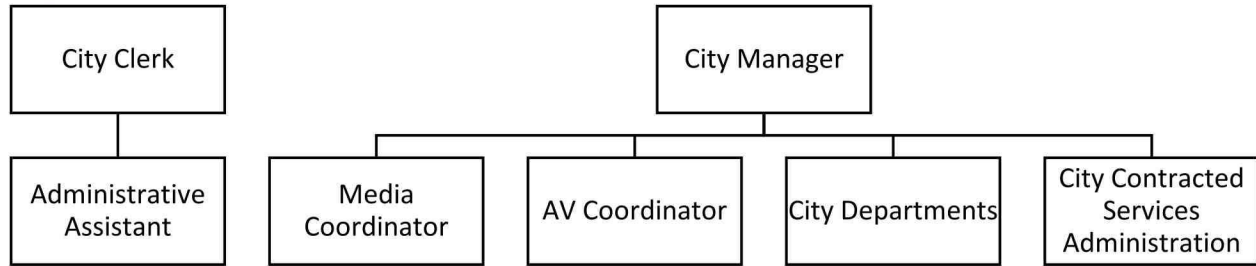 City Clerk
City Manager
Administrative
Assistant
Media
Coordinator
AV Coordinator
City Departments
City Contracted
Services
Administration